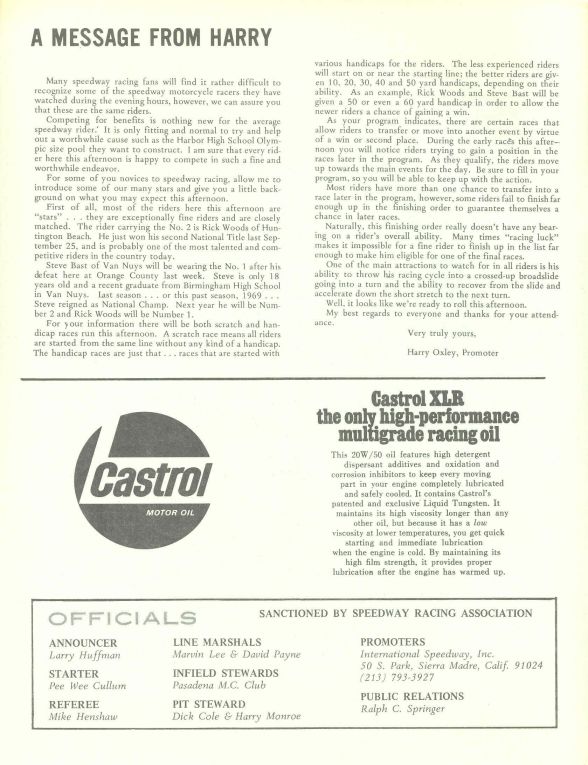 A MESSAGE FROM HARRY
Many speedway racing fans will find it rather difficult to
recognize some of the speedway motorcycle racers they have
watched during the evening hours, however, we can assure you
that these are the same riders.
Competing for benefits is nothing new for the average
speedway rider.' It is only fitting and normal to try and help
out a worthwhile cause such as the Harbor High School Olym-
pic size pool they want to construct. I am sure that every rid-
er here this afternoon is happy to compete in such a fine and
worthwhile endeavor.
For some of you novices to speedway racing, allow me to
introduce some of our many stars and give you a little back-
ground on what you may expect this afternoon.
First of all, most of the riders here this afternoon are
"stars" . . . they are exceptionally fine riders and are closely
matched. The rider carrying the No. 2 is Rick Woods of Hun-
tington Beach. He just won his second National Title last Sep-
tember 25, and is probably one of the most talented and com-
petitive riders in the country today.
Steve Bast of Van Nuys will be wearing the No. 1 after his
defeat here at Orange County last week. Steve is only 18
years old and a recent graduate from Birmingham High School
in Van Nuys. Last season . . . or this past season, 1969 . . .
Steve reigned as National Champ. Next year he will be Num-
ber 2 and Rick Woods will be Number 1.
For your information there will be both scratch and han-
dicap races run this afternoon. A scratch race means all riders
are started from the same line without any kind of a handicap.
The handicap races are just that . . . races that are started with
various handicaps for the riders. The less experienced riders
will start on or near the starting line; the better riders are giv-
en 10, 20, 30, 40 and 50 yard handicaps, depending on their
ability. As an example, Rick Woods and Steve Bast will be
given a 50 or even a 60 yard handicap in order to allow the
newer riders a chance of gaining a win.
As your program indicates, there are certain races that
allow riders to transfer or move into another event by virtue
of a win or second place. During the early races this after-
noon you will notice riders trying to gain a position in the
races later in the program. As they qualify, the riders move
up towards the main events for the day. Be sure to fill in your
program, so you will be able to keep up with the action.
Most riders have more than one chance to transfer into a
race later in the program, however, some riders fail to finish far
enough up in the finishing order to guarantee themselves a
chance in later races.
Naturally, this finishing order really doesn't have any bear-
ing on a rider's overall ability. Many times "racing luck"
makes it impossible for a fine rider to finish up in the list far
enough to make him eligible for one of the final races.
One of the main attractions to watch for in all riders is his
ability to throw his racing cycle into a crossed-up broadslide
going into a turn and the ability to recover from the slide and
accelerate down the short stretch to the next turn.
Well, it looks like we're ready to roll this afternoon.
My best regards to everyone and thanks for your attend-
ance.
Very truly yours,
Harry Oxley, Promoter
Castrol
MOTOR OIL
Castrol XLR
the only high-performance
multigrade racing oil
This 20W/50 oil features high detergent
dispersant additives and oxidation and
corrosion inhibitors to keep every moving
part in your engine completely lubricated
and safely cooled. It contains Castrol's
patented and exclusive Liquid Tungsten. It
maintains its high viscosity longer than any
other oil, but because it has a low
viscosity at lower temperatures, you get quick
starting and immediate lubrication
when the engine is cold. By maintaining its
high film strength, it provides proper
lubrication after the engine has warmed up.
OFFICIALS
SANCTIONED BY SPEEDWAY RACING ASSOCIATION
ANNOUNCER
Larry Huffman
STARTER
Pee Wee Cullum
REFEREE
Mike Henshaw
LINE MARSHALS
Marvin Lee & David Payne
INFIELD STEWARDS
Pasadena M.C. Club
PIT STEWARD
Dick Cole & Harry Monroe
PROMOTERS
International Speedway, Inc.
50 S. Park, Sierra Madre, Calif. 91024
(213) 793-3927
PUBLIC RELATIONS
Ralph C. Springer